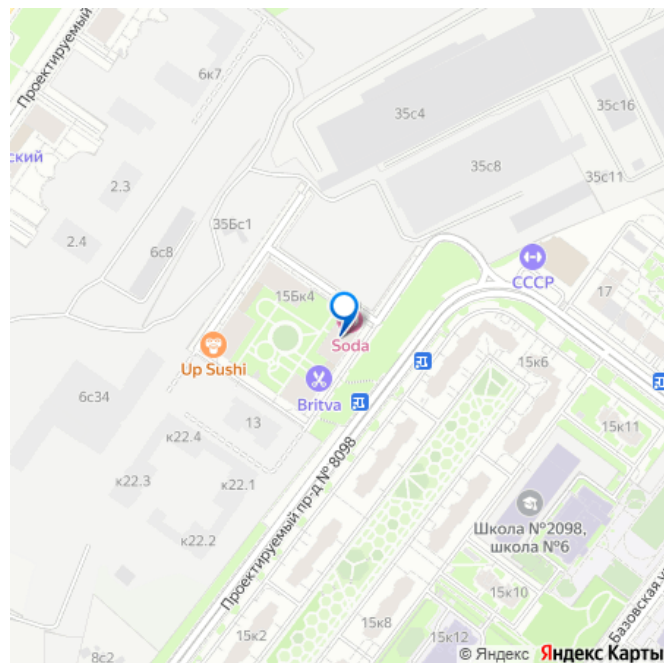 Проектируемый
6к7
35с4
35с16
ский
2.3
35с8
35с11
35Бс1
2.4
6с8
СССР
15Бк4
17
Soda
Up Sushi
15к6
Britva
6с34
13
к22.4
15к11
к22.3
к22.1
Проектируемый пр-д № 8098
Школа №2098,
школа №6
к22.2
15к10
Базовская у
15к8
15к2
15к12
8с2
© Яндекс Яндекс Карты